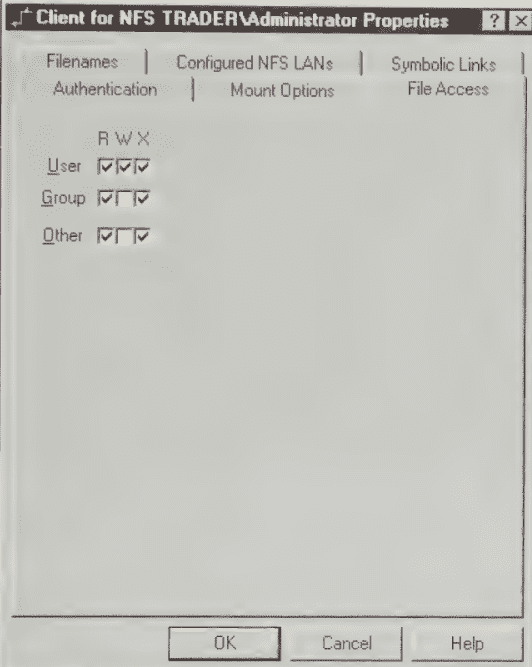 Client for NFS TRADER\Administrator Properties
Filenames Configured NFS LANs Symbolic Links
Authentication Mount Options File Access
R W X
User
Group
Other
OK Cancel Help